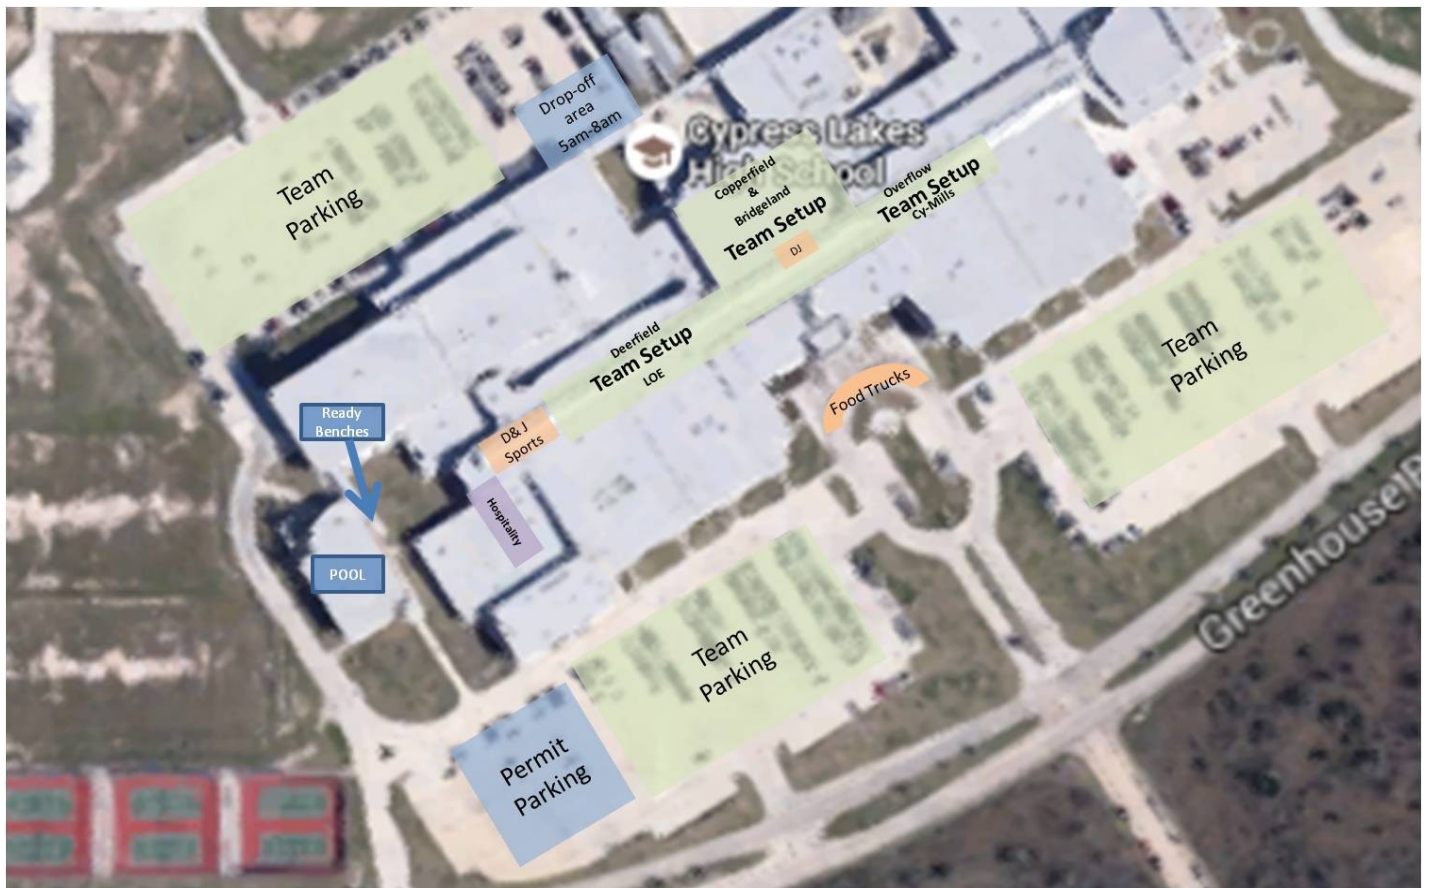 Drop-off
area
5am-8am
Cypress Lakes
High School
Team
Parking
Copperfield
&
Bridgeland
Team Setup
DJ
Overflow
Team Setup
Cy-Mills
Deerfield
Team Setup
LOE
Team
Parking
Food Trucks
Ready
Benches
D& J
Sports
Hospitality
POOL
Greenhouse R
Team
Parking
Permit
Parking